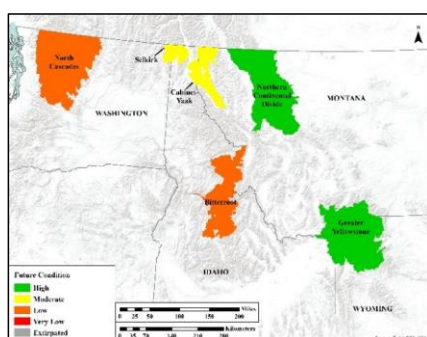 North
Cascades
Selkirk
Cabinet-
Yaak
Northern
Continental
Divide
MONTANA
WASHINGTON
Bitterroot
Greater
Yellowstone
IDAHO
WYOMING
N
Future Condition
High
Moderate
Low
Very Low
Extirpated
Miles
Kilometers